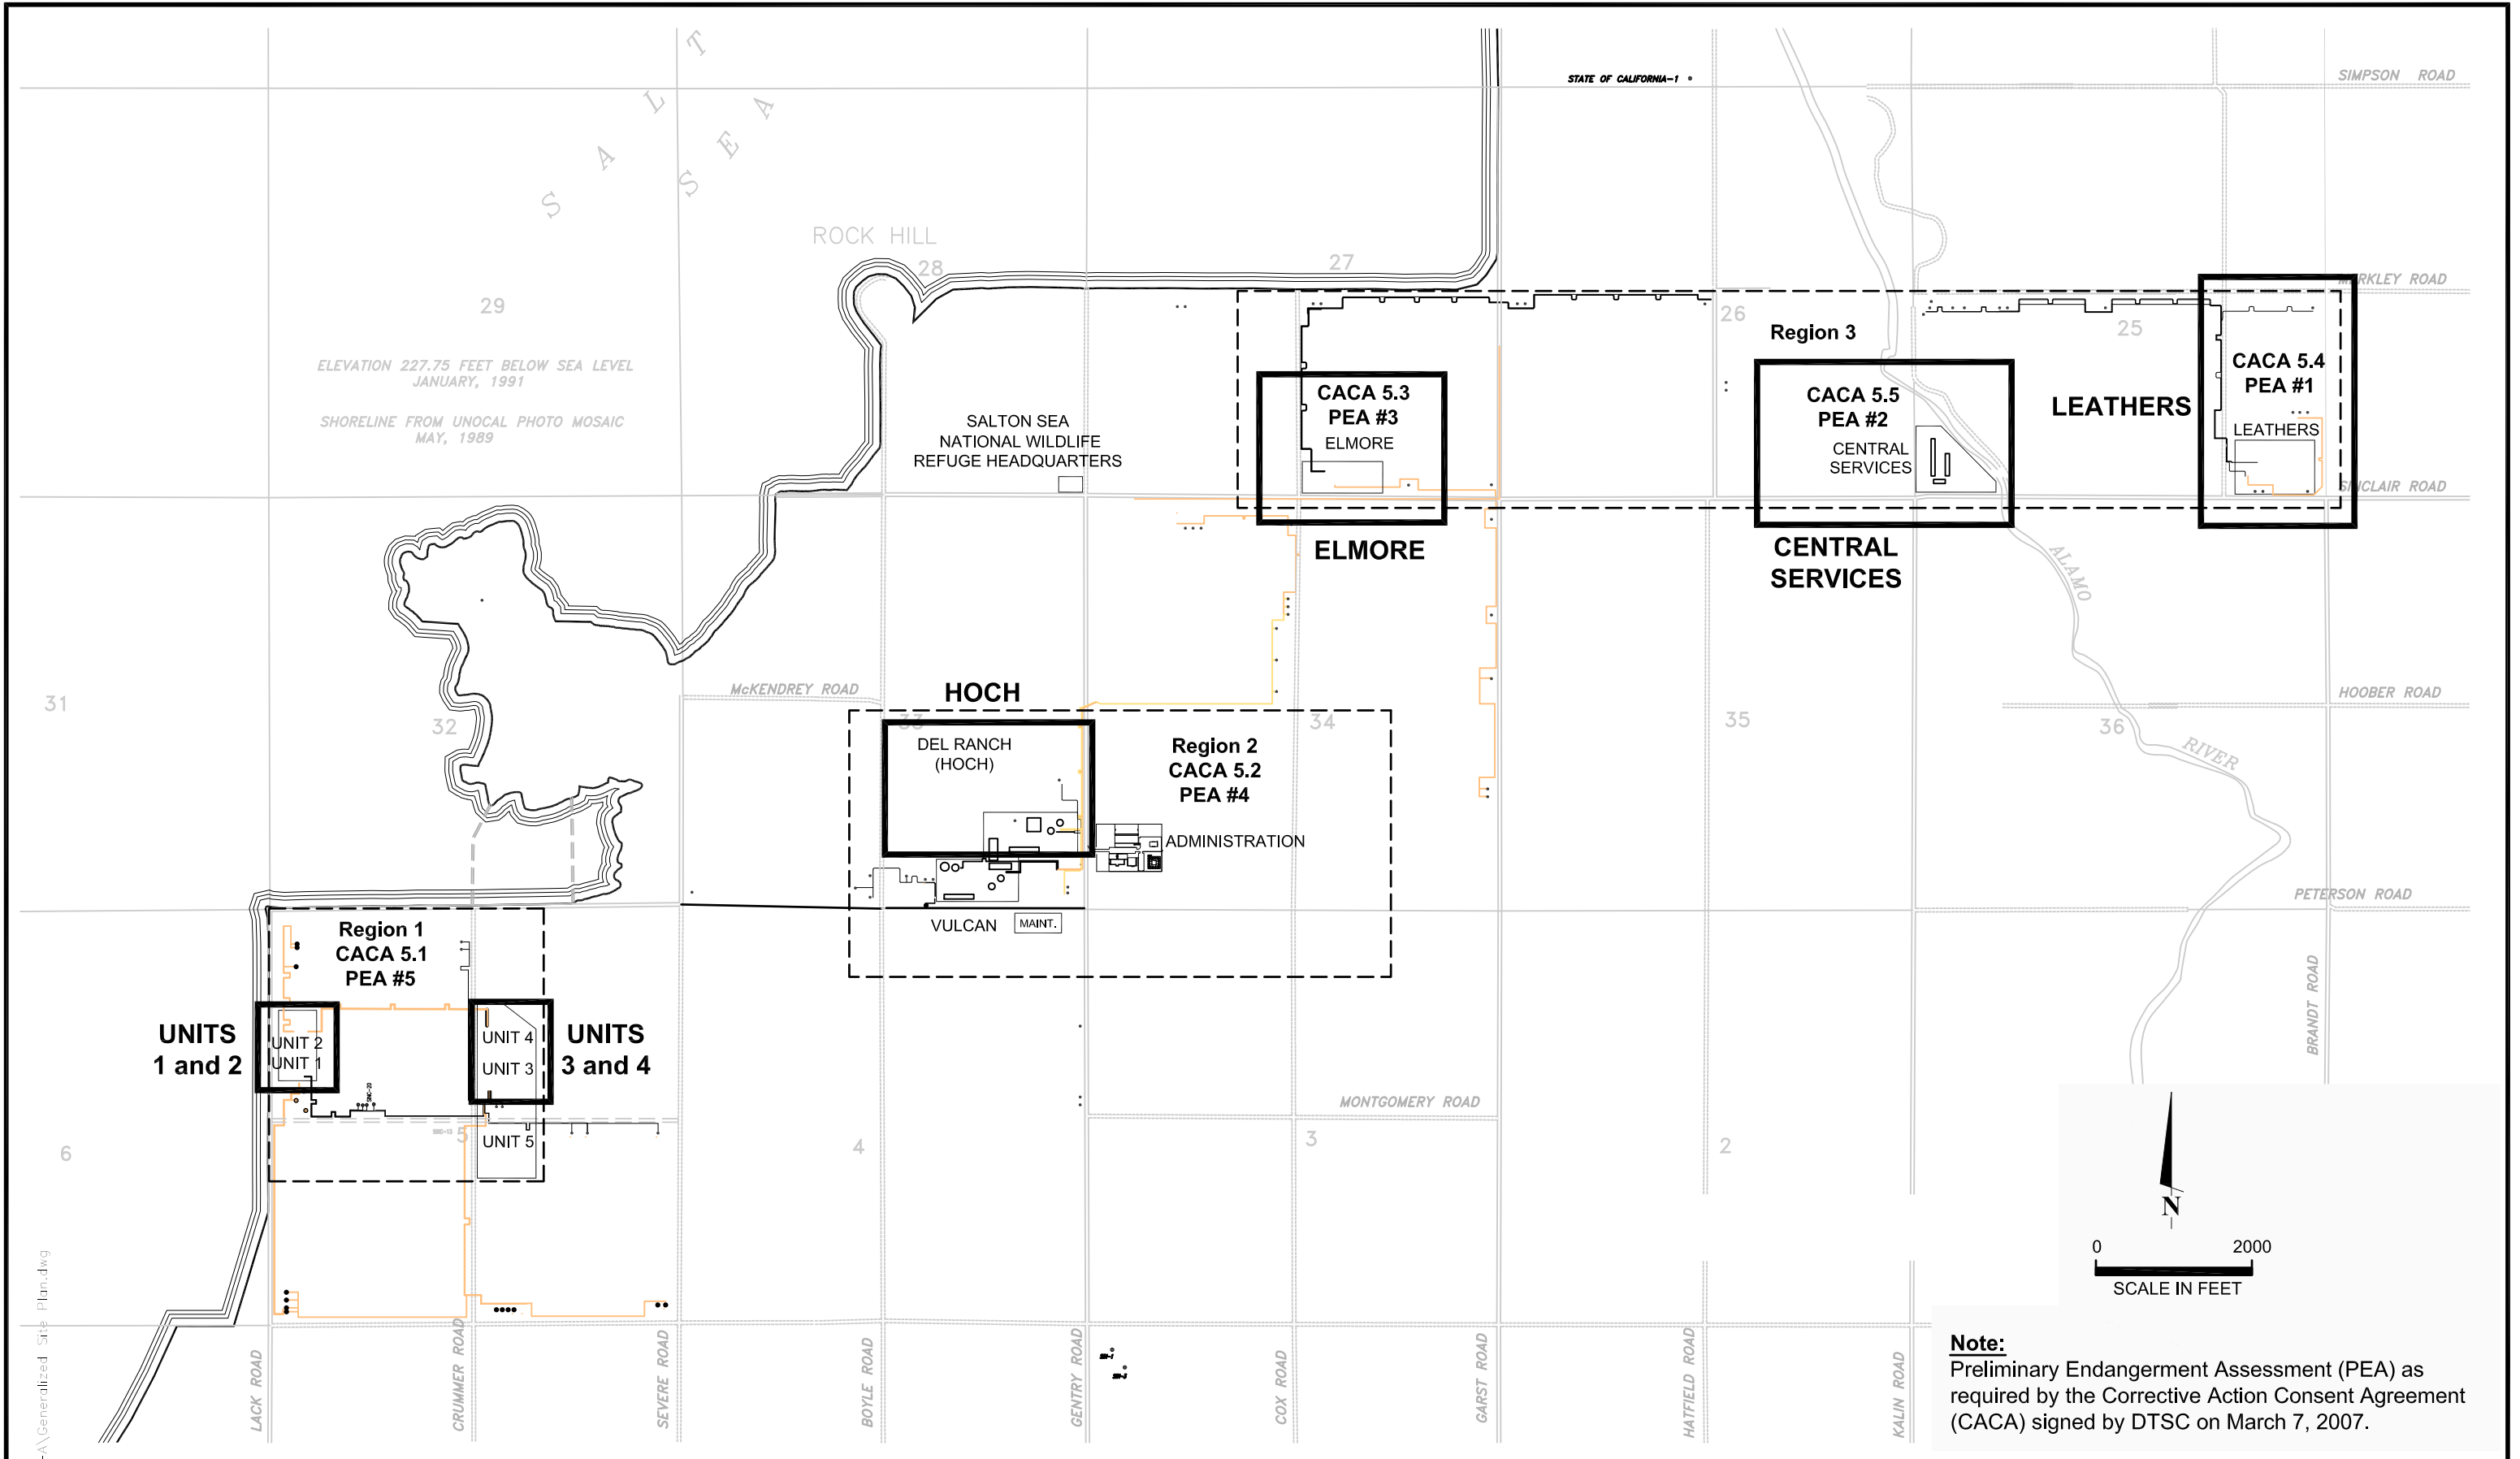 SALT
SEA
STATE OF CALIFORNIA-1
SIMPSON ROAD
ROCK HILL
28
27
29
26
25
Region 3
ELEVATION 227.75 FEET BELOW SEA LEVEL
JANUARY, 1991
SHORELINE FROM UNOCAL PHOTO MOSAIC
MAY, 1989
SALTON SEA
NATIONAL WILDLIFE
REFUGE HEADQUARTERS
CACA 5.3
PEA #3
ELMORE
ELMORE
CACA 5.5
PEA #2
CENTRAL
SERVICES
CENTRAL
SERVICES
LEATHERS
CACA 5.4
PEA #1
LEATHERS
SINCLAIR ROAD
ALAMO
RIVER
31
32
33
34
35
36
McKENDREY ROAD
HOOBER ROAD
HOCH
DEL RANCH
(HOCH)
Region 2
CACA 5.2
PEA #4
ADMINISTRATION
VULCAN
MAINT.
PETERSON ROAD
BRANDT ROAD
Region 1
CACA 5.1
PEA #5
UNITS
1 and 2
UNIT 2
UNIT 1
UNIT 4
UNIT 3
UNITS
3 and 4
UNIT 5
MONTGOMERY ROAD
6
5
4
3
2
LACK ROAD
CRUMMER ROAD
SEVERE ROAD
BOYLE ROAD
GENTRY ROAD
COX ROAD
GARST ROAD
HATFIELD ROAD
KALIN ROAD
N
0 2000
SCALE IN FEET
Note:
Preliminary Endangerment Assessment (PEA) as
required by the Corrective Action Consent Agreement
(CACA) signed by DTSC on March 7, 2007.
-A\Generalized Site Plan.dwg